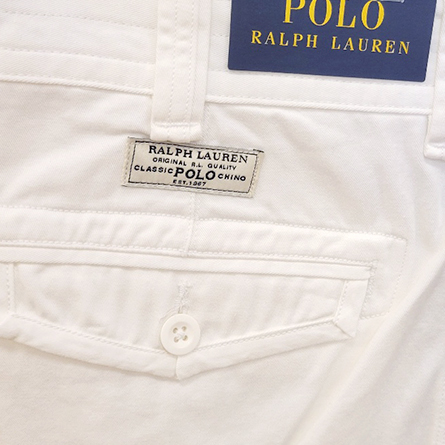 POLO
RALPH LAUREN
RALPH LAUREN
ORIGINAL R.L. QUALITY
CLASSIC POLO CHINO
EST. 1967